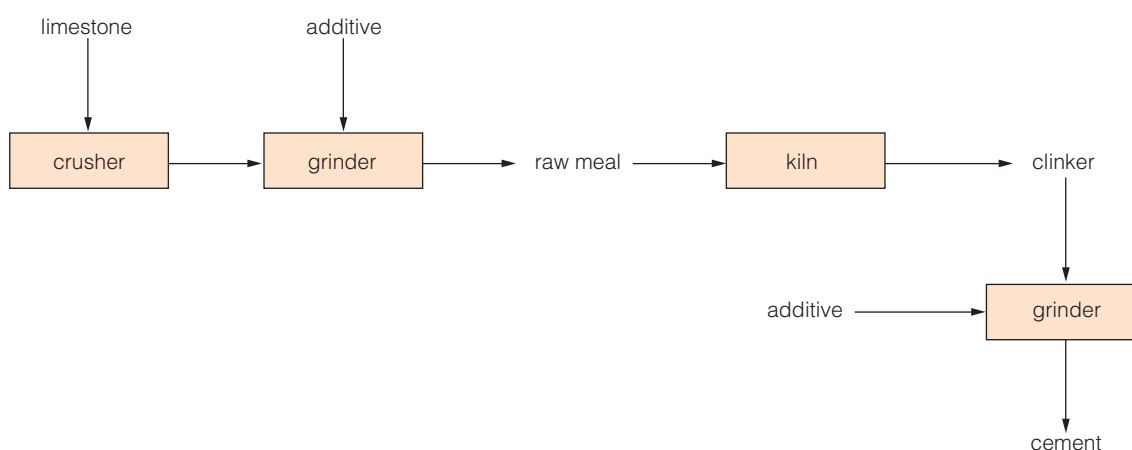 limestone
additive
crusher
grinder
raw meal
kiln
clinker
additive
grinder
cement